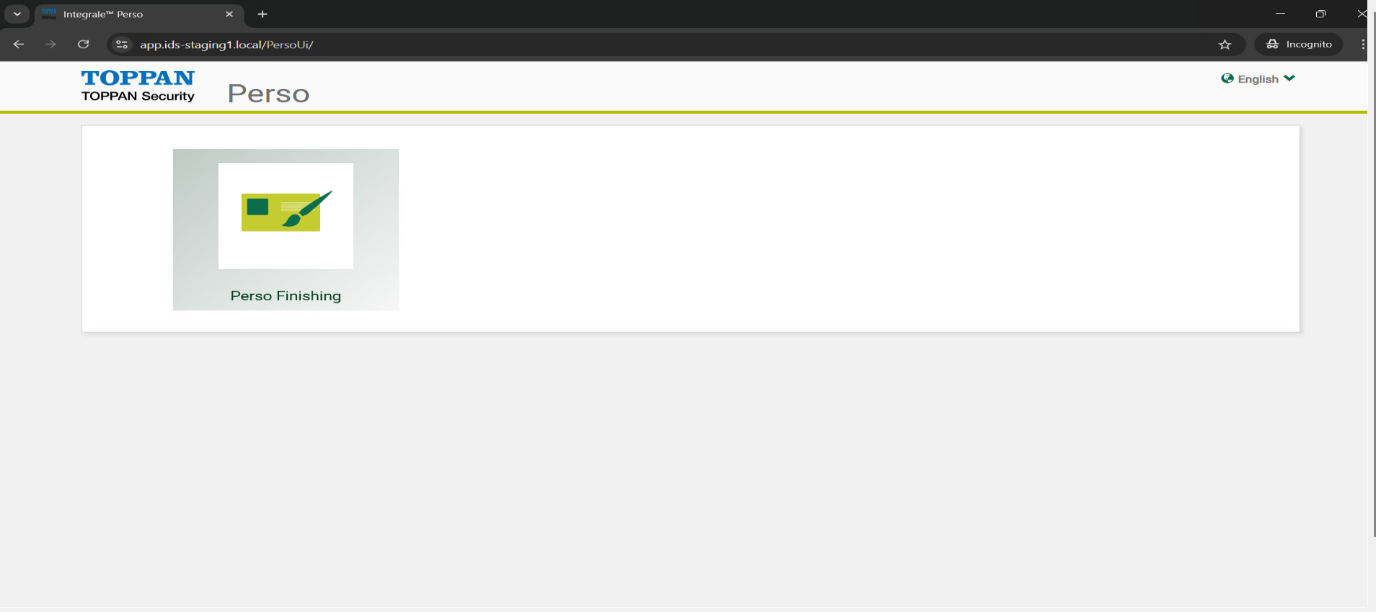 Integrale™ Perso
app.ids-staging1.local/PersoUi/
Incognito
TOPPAN
TOPPAN Security
Perso
English
Perso Finishing